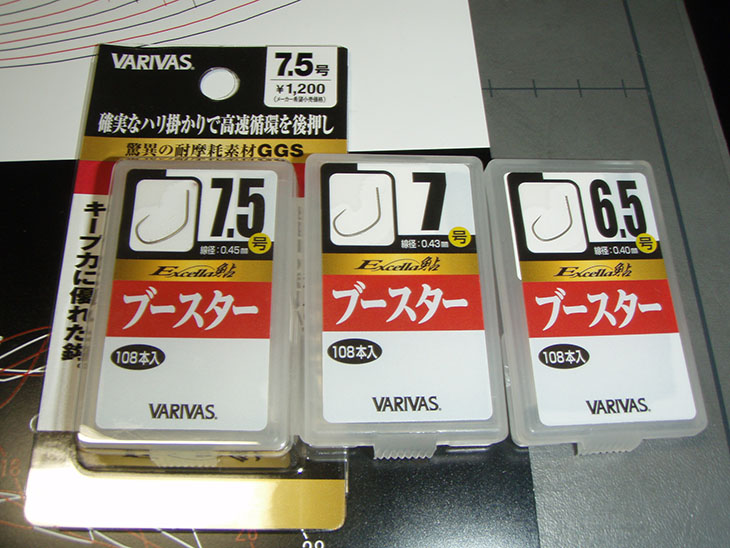 VARIVAS®
7.5号
¥1,200
(メーカー希望小売価格)
確実なハリ掛かりで高速循環を後押し
驚異の耐摩耗素材GGS
キープ力に優れた鈎。
7.5号
線径:0.45mm
Excella鮎
ブースター
108本入
VARIVAS®
7号
線径:0.43mm
Excella鮎
ブースター
108本入
VARIVAS®
6.5号
線径:0.40mm
Excella鮎
ブースター
108本入
VARIVAS®
18
28
28